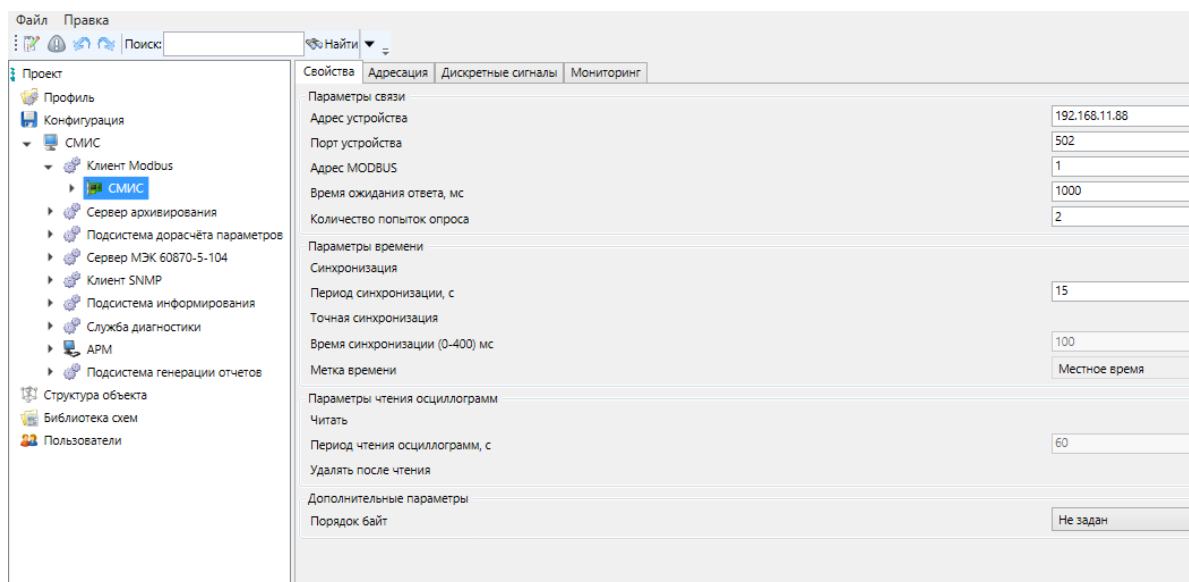 Файл Правка
Поиск: Найти
Проект
Профиль
Конфигурация
СМИС
Клиент Modbus
СМИС
Сервер архивирования
Подсистема дорасчёта параметров
Сервер МЭК 60870-5-104
Клиент SNMP
Подсистема информирования
Служба диагностики
АРМ
Подсистема генерации отчетов
Структура объекта
Библиотека схем
Пользователи
Свойства Адресация Дискретные сигналы Мониторинг
Параметры связи
Адрес устройства 192.168.11.88
Порт устройства 502
Адрес MODBUS 1
Время ожидания ответа, мс 1000
Количество попыток опроса 2
Параметры времени
Синхронизация
Период синхронизации, с 15
Точная синхронизация
Время синхронизации (0-400) мс 100
Метка времени Местное время
Параметры чтения осциллограмм
Читать
Период чтения осциллограмм, с 60
Удалять после чтения
Дополнительные параметры
Порядок байт Не задан